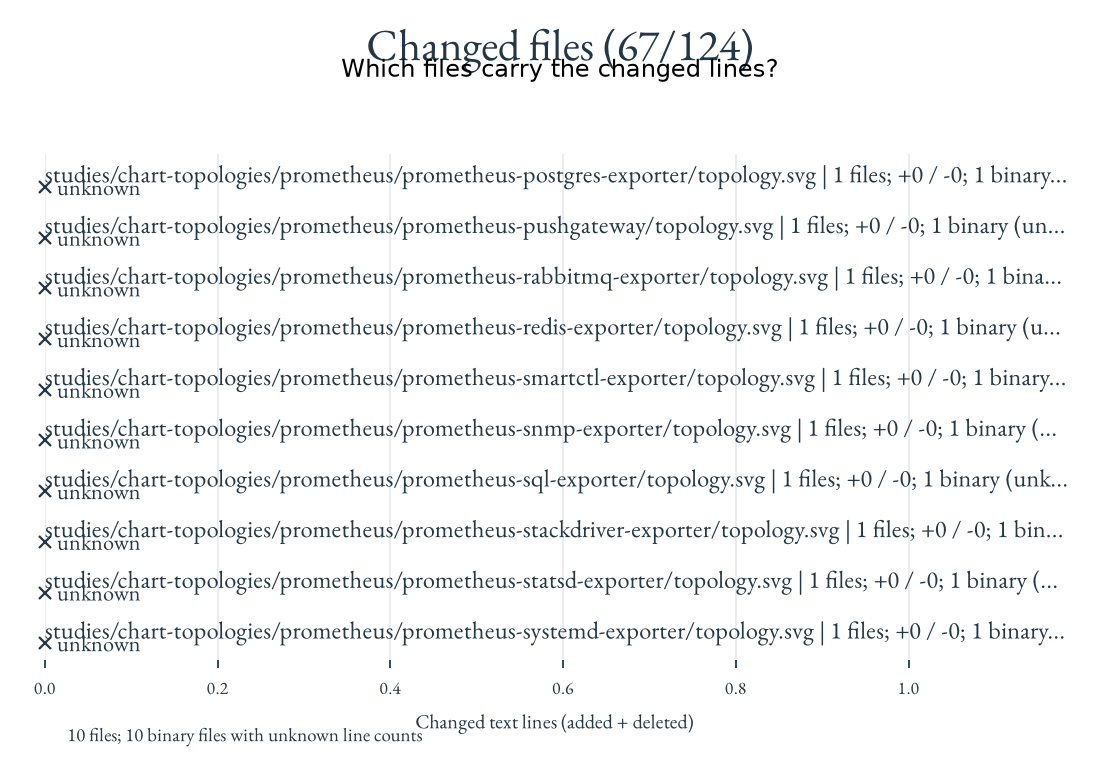 Changed files (67/124)
Which files carry the changed lines?
studies/chart-topologies/prometheus/prometheus-postgres-exporter/topology.svg | 1 files; +0 / -0; 1 binary...
unknown
studies/chart-topologies/prometheus/prometheus-pushgateway/topology.svg | 1 files; +0 / -0; 1 binary (un...
unknown
studies/chart-topologies/prometheus/prometheus-rabbitmq-exporter/topology.svg | 1 files; +0 / -0; 1 bina...
unknown
studies/chart-topologies/prometheus/prometheus-redis-exporter/topology.svg | 1 files; +0 / -0; 1 binary (u...
unknown
studies/chart-topologies/prometheus/prometheus-smartctl-exporter/topology.svg | 1 files; +0 / -0; 1 binary...
unknown
studies/chart-topologies/prometheus/prometheus-snmp-exporter/topology.svg | 1 files; +0 / -0; 1 binary (...
unknown
studies/chart-topologies/prometheus/prometheus-sql-exporter/topology.svg | 1 files; +0 / -0; 1 binary (unk...
unknown
studies/chart-topologies/prometheus/prometheus-stackdriver-exporter/topology.svg | 1 files; +0 / -0; 1 bin...
unknown
studies/chart-topologies/prometheus/prometheus-statsd-exporter/topology.svg | 1 files; +0 / -0; 1 binary (...
unknown
studies/chart-topologies/prometheus/prometheus-systemd-exporter/topology.svg | 1 files; +0 / -0; 1 binary...
unknown
0.0 0.2 0.4 0.6 0.8 1.0
Changed text lines (added + deleted)
10 files; 10 binary files with unknown line counts